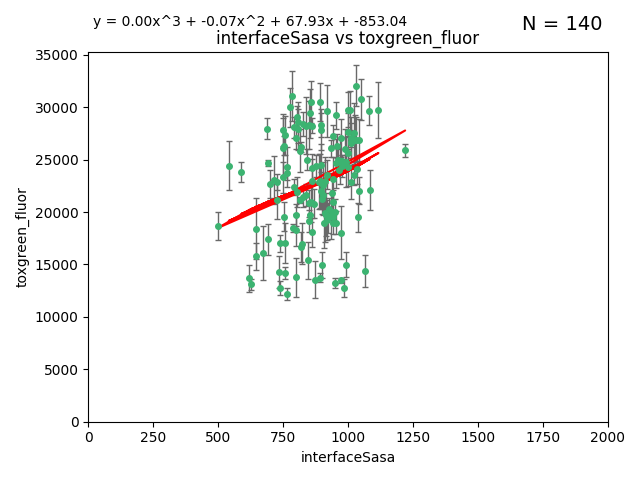 y = 0.00x^3 + -0.07x^2 + 67.93x + -853.04
N = 140
interfaceSasa vs toxgreen_fluor
35000
30000
25000
20000
15000
10000
5000
0
toxgreen_fluor
0 250 500 750 1000 1250 1500 1750 2000
interfaceSasa